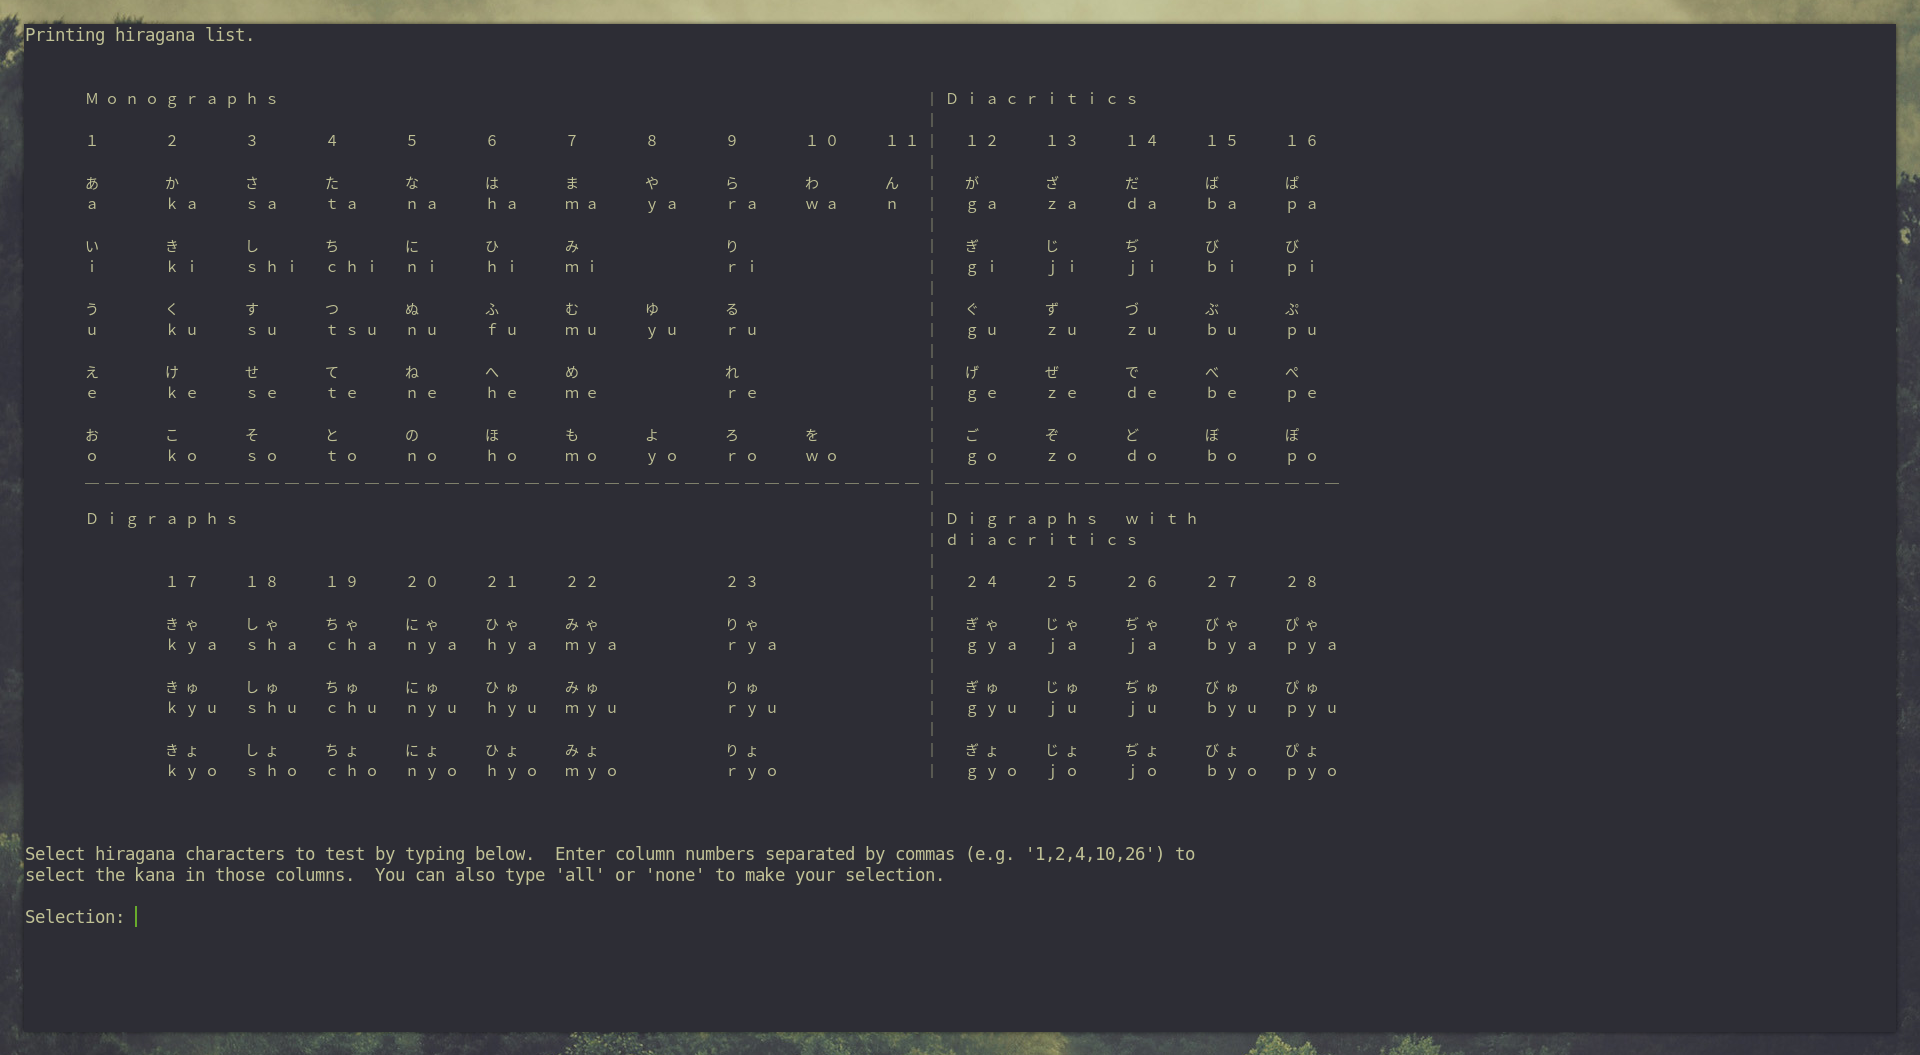 Printing hiragana list.
Monographs | Diacritics
1 2 3 4 5 6 7 8 9 10 11 | 12 13 14 15 16
あ か さ た な は ま や ら わ ん | が ざ だ ば ぱ
a ka sa ta na ha ma ya ra wa n | ga za da ba pa
い き し ち に ひ み り | ぎ じ ぢ び び
i ki shi chi ni hi mi ri | gi ji ji bi pi
う く す つ ぬ ふ む ゆ る | ぐ ず づ ぶ ぷ
u ku su tsu nu fu mu yu ru | gu zu zu bu pu
え け せ て ね へ め れ | げ ぜ で べ ぺ
e ke se te ne he me re | ge ze de be pe
お こ そ と の ほ も よ ろ を | ご ぞ ど ぼ ぽ
o ko so to no ho mo yo ro wo | go zo do bo po
Digraphs | Digraphs with
| diacritics
17 18 19 20 21 22 23 | 24 25 26 27 28
きゃ しゃ ちゃ にゃ ひゃ みゃ りゃ | ぎゃ じゃ ぢゃ びゃ ぴゃ
kya sha cha nya hya mya rya | gya ja ja bya pya
きゅ しゅ ちゅ にゅ ひゅ みゅ りゅ | ぎゅ じゅ ぢゅ びゅ ぴゅ
kyu shu chu nyu hyu myu ryu | gyu ju ju byu pyu
きょ しょ ちょ にょ ひょ みょ りょ | ぎょ じょ ぢょ びょ ぴょ
kyo sho cho nyo hyo myo ryo | gyo jo jo byo pyo
Select hiragana characters to test by typing below.  Enter column numbers separated by commas (e.g. '1,2,4,10,26') to
select the kana in those columns.  You can also type 'all' or 'none' to make your selection.
Selection: